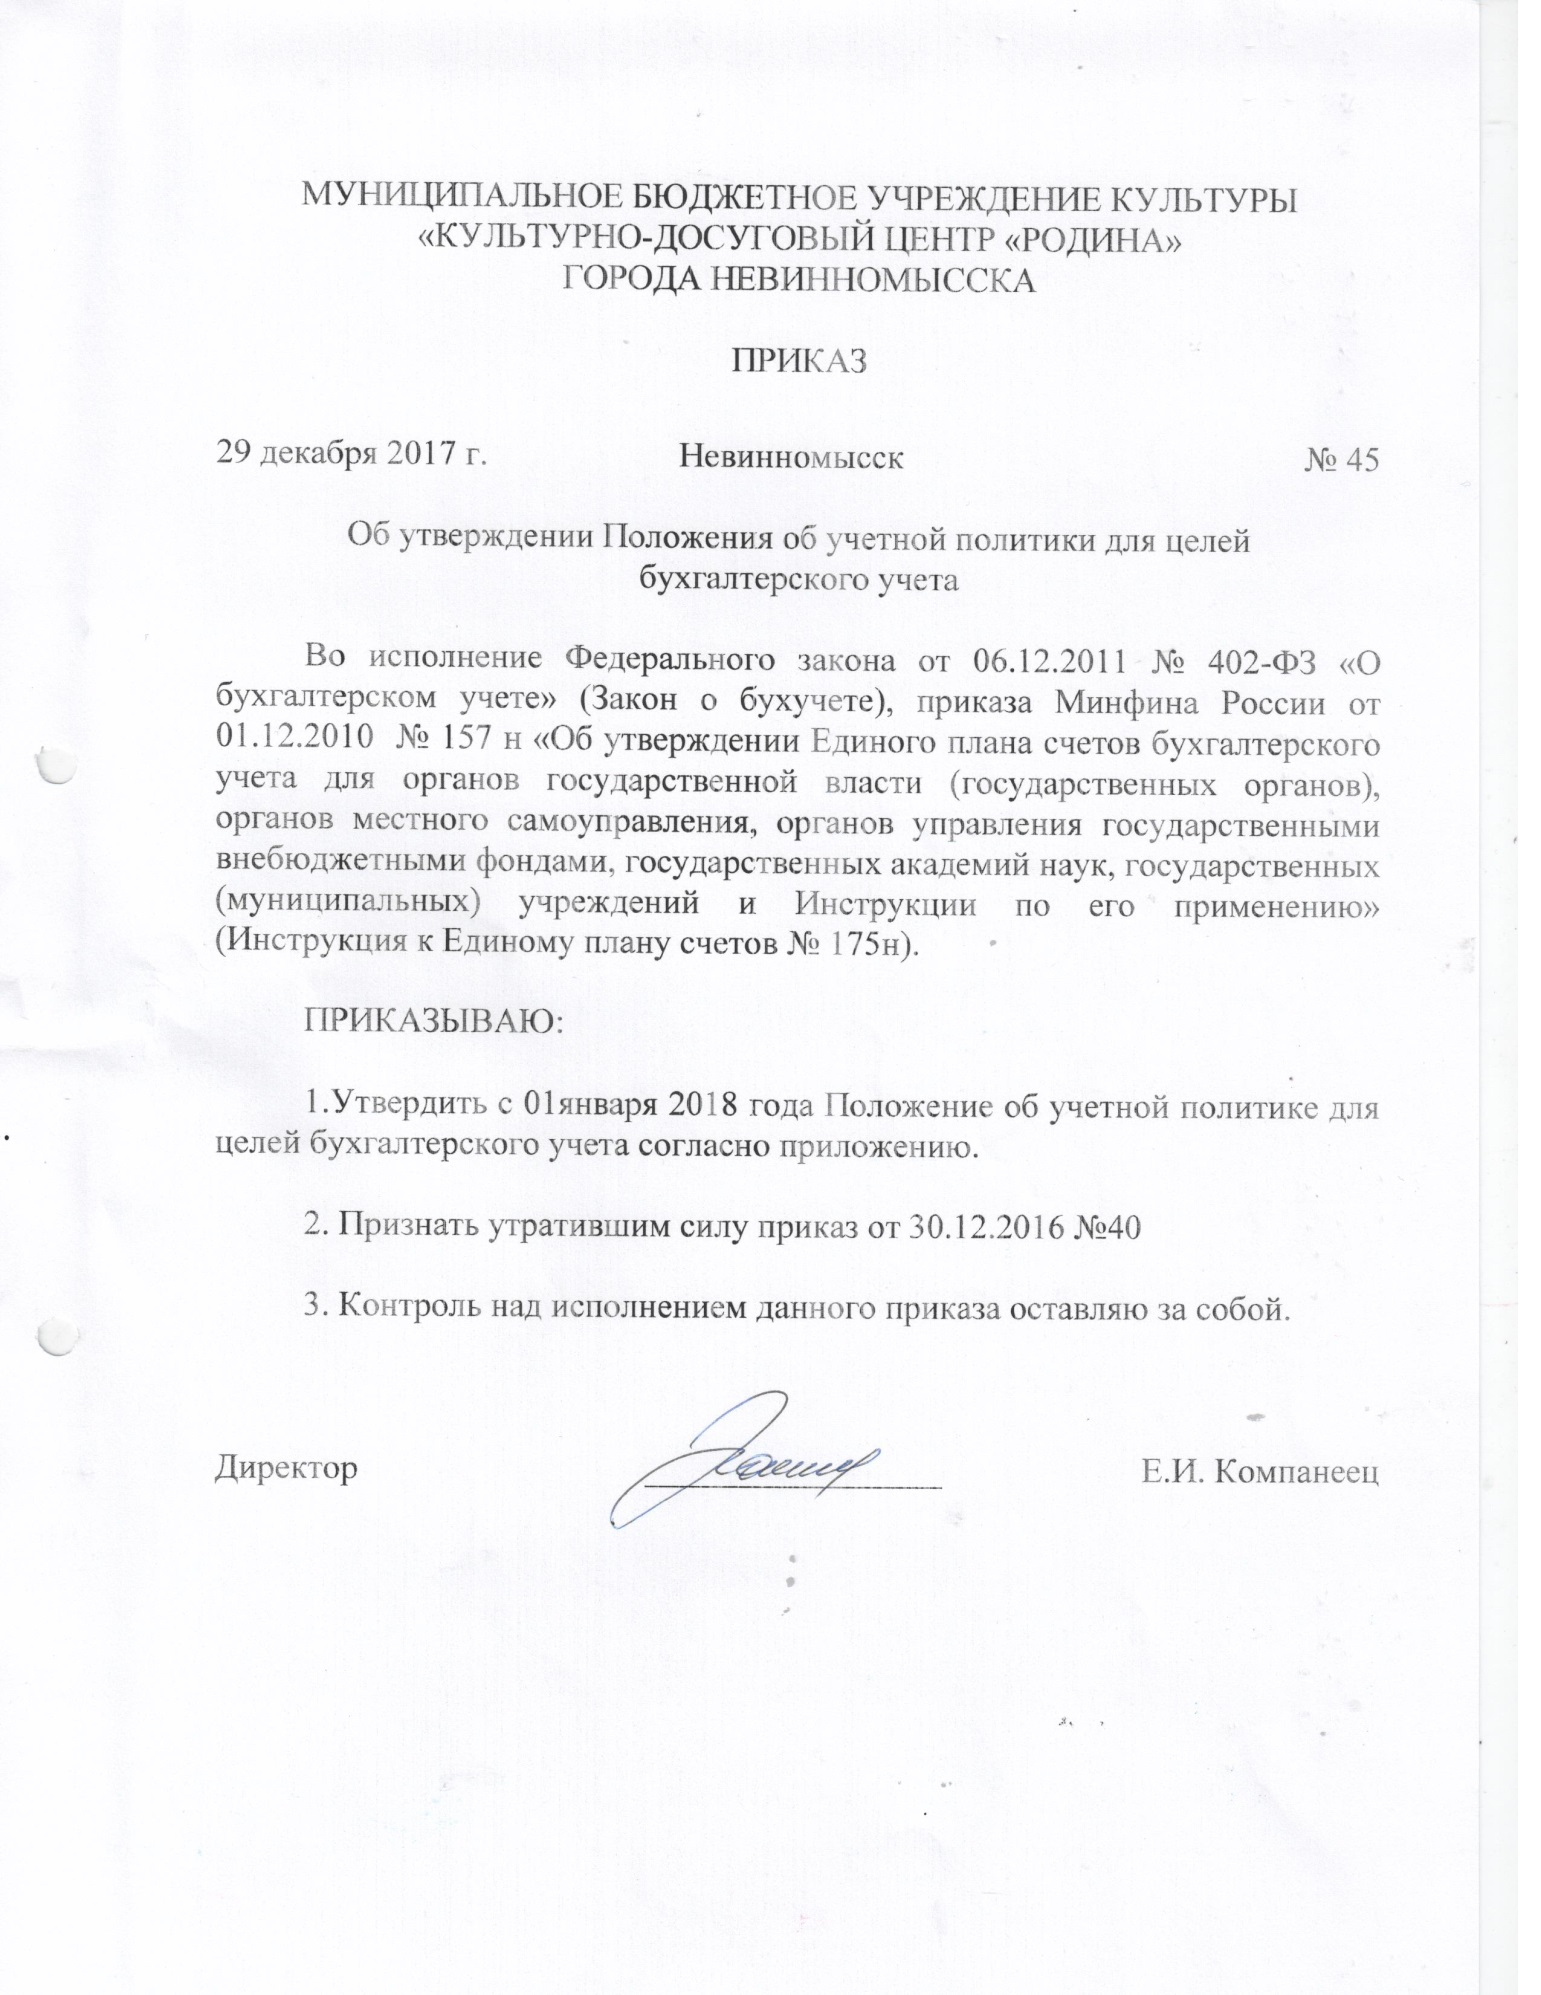 МУНИЦИПАЛЬНОЕ БЮДЖЕТНОЕ УЧРЕЖДЕНИЕ КУЛЬТУРЫ
«КУЛЬТУРНО-ДОСУГОВЫЙ ЦЕНТР «РОДИНА»
ГОРОДА НЕВИННОМЫССКА
ПРИКАЗ
29 декабря 2017 г. Невинномысск № 45
Об утверждении Положения об учетной политики для целей
бухгалтерского учета
Во исполнение Федерального закона от 06.12.2011 № 402-ФЗ «О
бухгалтерском учете» (Закон о бухучете), приказа Минфина России от
01.12.2010 № 157 н «Об утверждении Единого плана счетов бухгалтерского
учета для органов государственной власти (государственных органов),
органов местного самоуправления, органов управления государственными
внебюджетными фондами, государственных академий наук, государственных
(муниципальных) учреждений и Инструкции по его применению»
(Инструкция к Единому плану счетов № 175н).
ПРИКАЗЫВАЮ:
1.Утвердить с 01января 2018 года Положение об учетной политике для
целей бухгалтерского учета согласно приложению.
2. Признать утратившим силу приказ от 30.12.2016 №40
3. Контроль над исполнением данного приказа оставляю за собой.
Директор Е.И. Компанеец